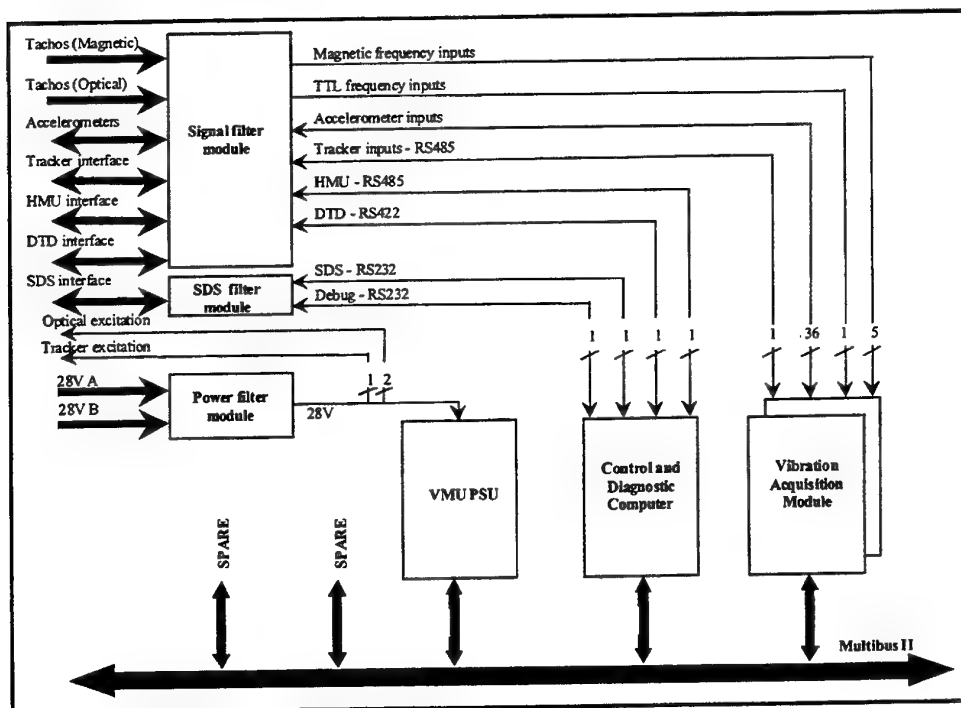 Tachos (Magnetic)
Tachos (Optical)
Accelerometers
Tracker interface
HMU interface
DTD interface
SDS interface
Optical excitation
Tracker excitation
28V A
28V B
Signal filter
module
SDS filter
module
Power filter
module
Magnetic frequency inputs
TTL frequency inputs
Accelerometer inputs
Tracker inputs - RS485
HMU - RS485
DTD - RS422
SDS - RS232
Debug - RS232
1 2
28V
1 1 1 1
1 36 1 5
VMU PSU
Control and
Diagnostic
Computer
Vibration
Acquisition
Module
SPARE
SPARE
Multibus II